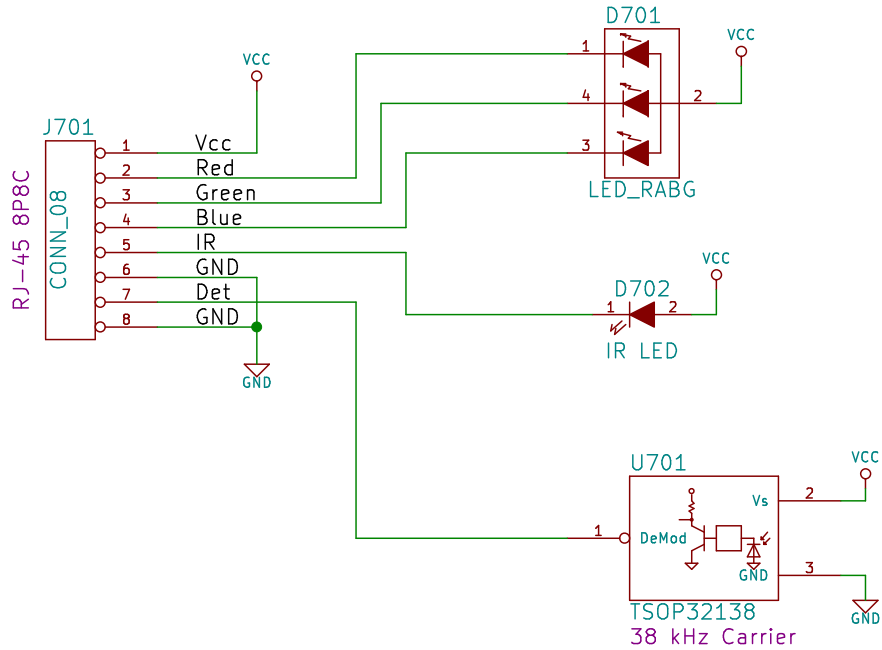 D701
VCC
1
4
2
3
LED_RABG
VCC
J701
RJ-45 8P8C
CONN_08
1 Vcc
2 Red
3 Green
4 Blue
5 IR
6 GND
7 Det
8 GND
GND
VCC
D702
1 2
IR LED
VCC
U701
Vs 2
1 DeMod
GND 3
TSOP32138
38 kHz Carrier
GND